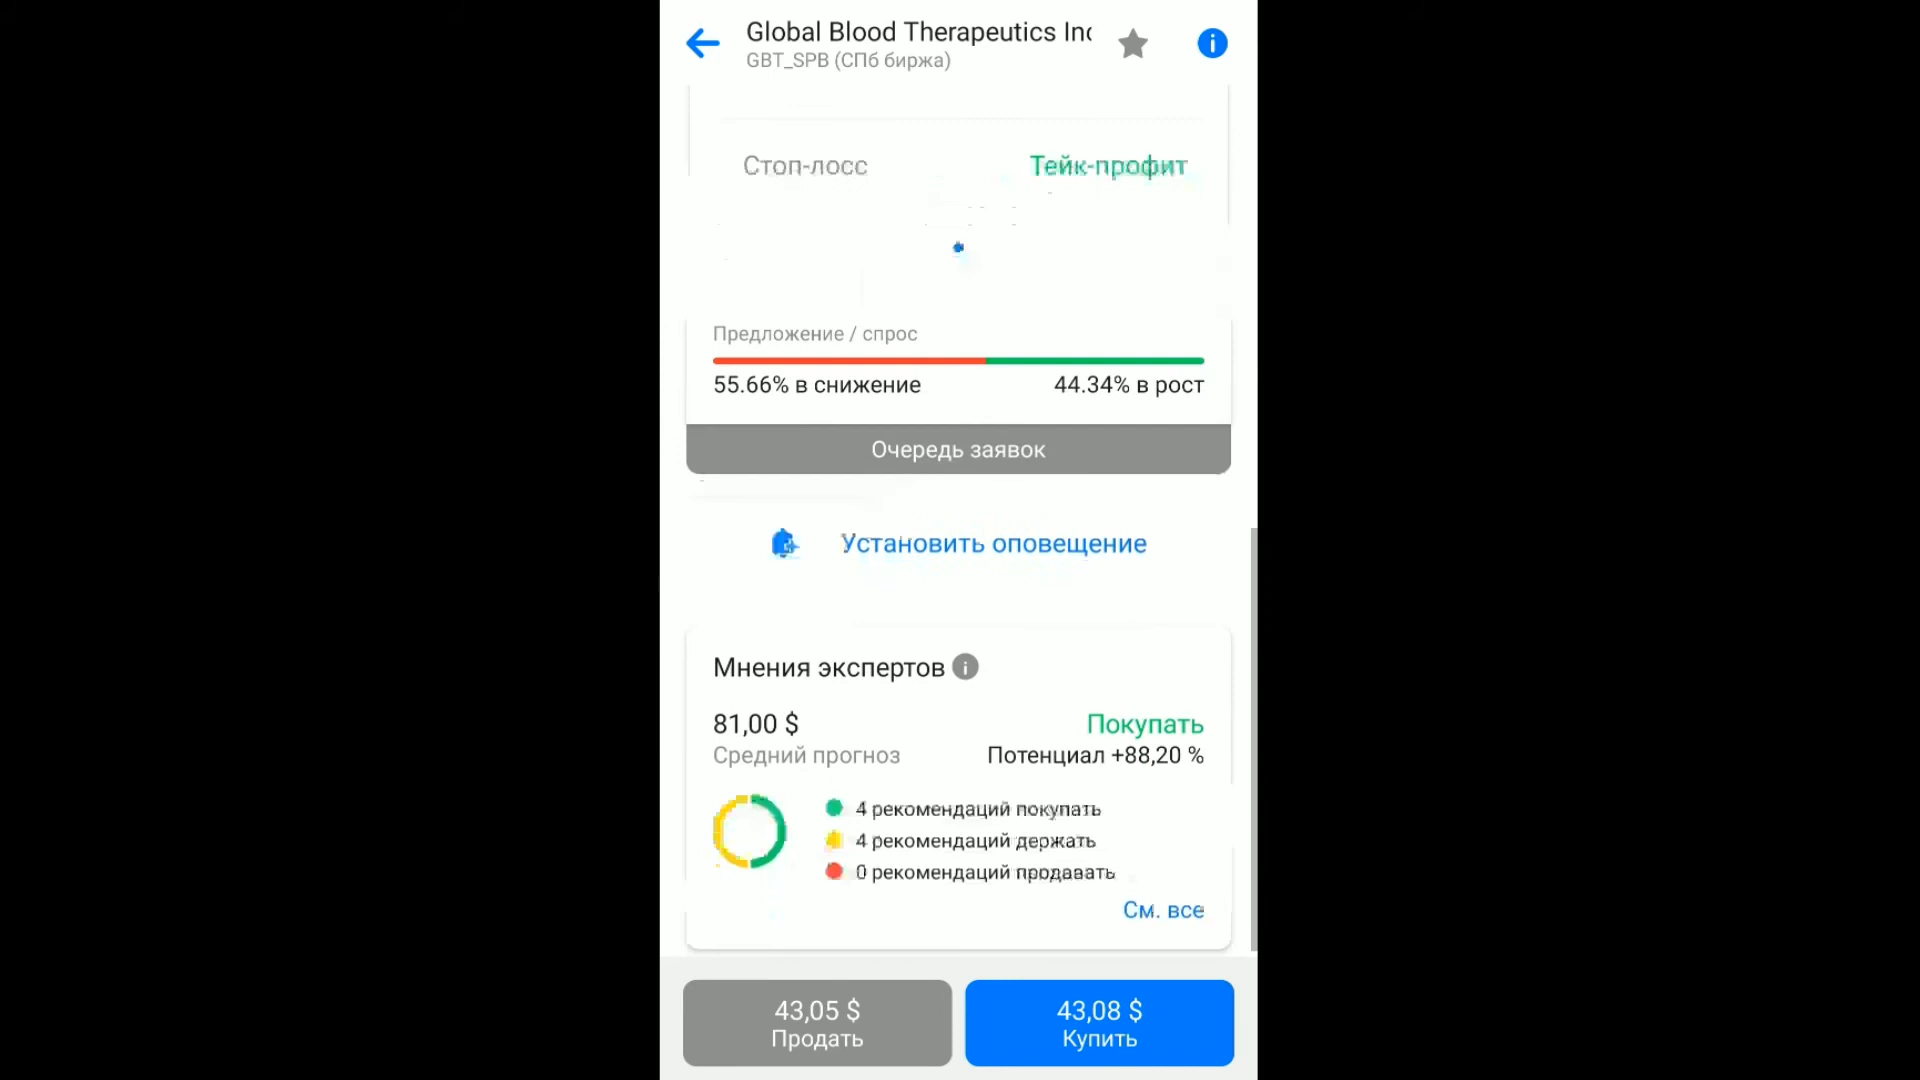 Global Blood Therapeutics Inc
GBT_SPB (СПб биржа)
Стоп-лосс
Тейк-профит
Предложение / спрос
55.66% в снижение
44.34% в рост
Очередь заявок
Установить оповещение
Мнения экспертов
81,00 $
Покупать
Средний прогноз
Потенциал +88,20 %
4 рекомендаций покупать
4 рекомендаций держать
0 рекомендаций продавать
См. все
43,05 $
Продать
43,08 $
Купить